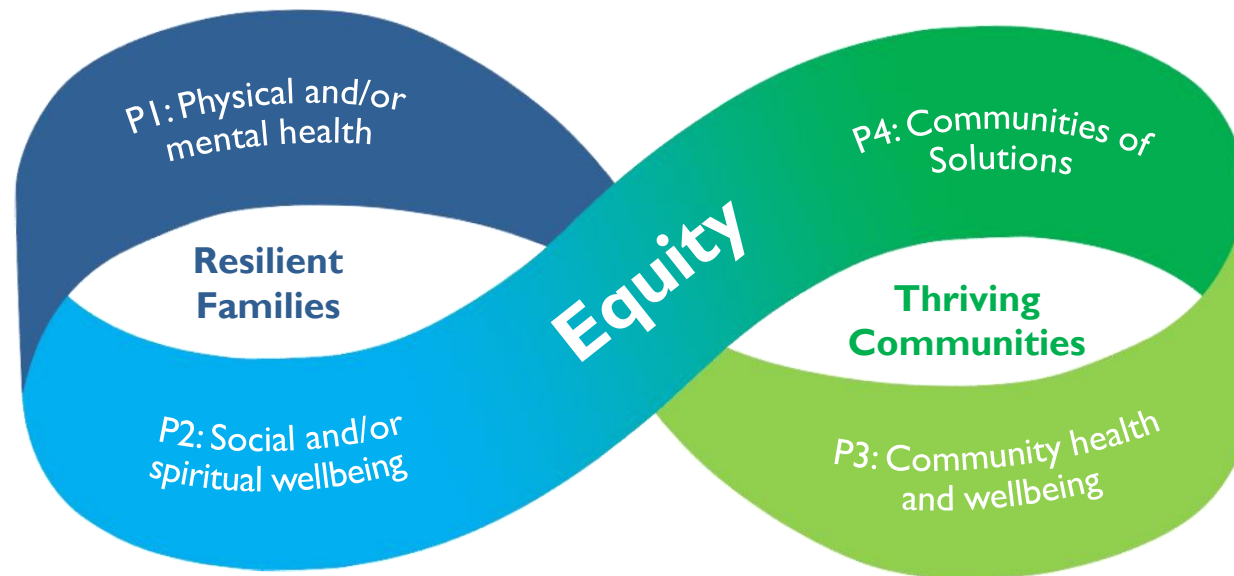 P1: Physical and/or
mental health
Resilient
Families
P2: Social and/or
spiritual wellbeing
Equity
P4: Communities of
Solutions
Thriving
Communities
P3: Community health
and wellbeing